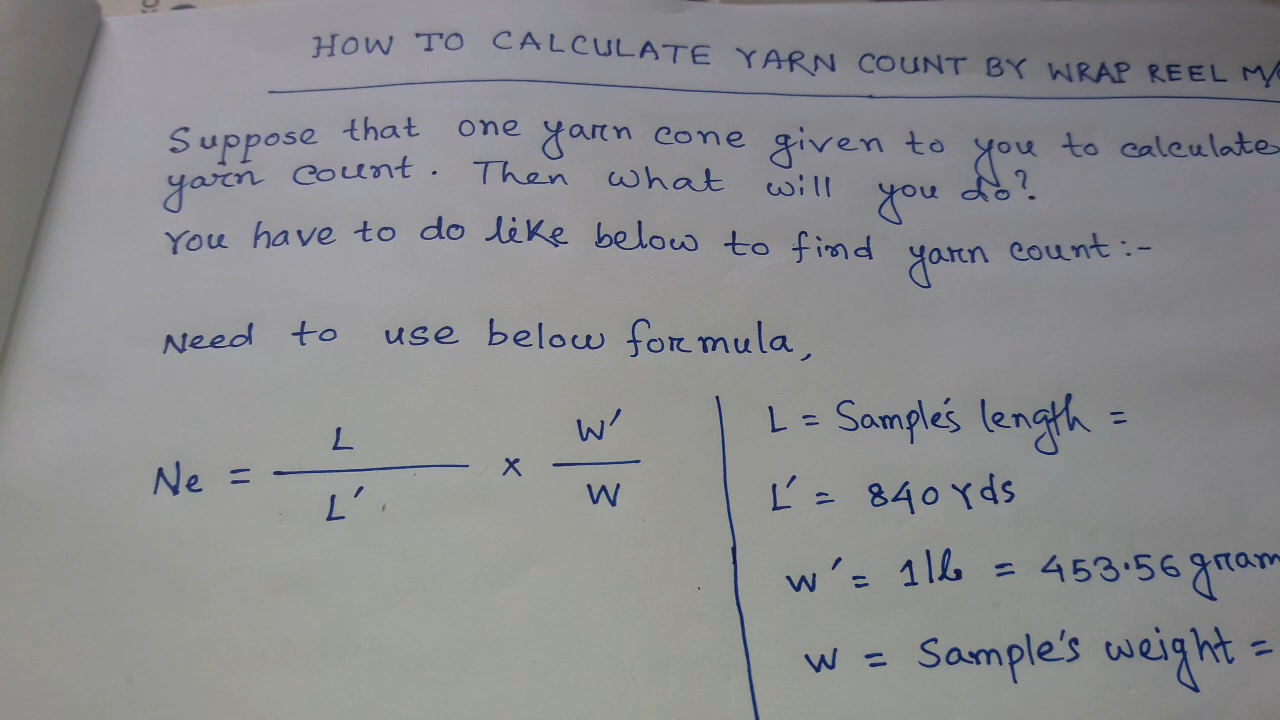 HOW TO CALCULATE YARN COUNT BY WRAP REEL M/
Suppose that one yarn cone given to you to calculate
yarn count. Then what will you do?
You have to do like below to find yarn count:-
Need to use below formula,
Ne = L / L' × W' / W
L = Sample's length =
L' = 840 Yds
W' = 1 lb = 453.56 gram
W = Sample's weight =